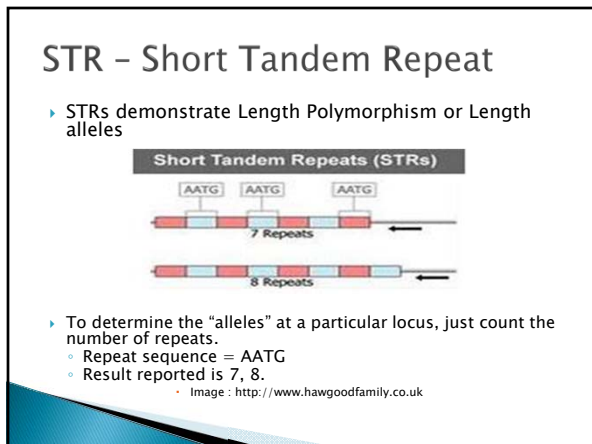 STR – Short Tandem Repeat
STRs demonstrate Length Polymorphism or Length
alleles
Short Tandem Repeats (STRs)
AATG AATG AATG
7 Repeats
8 Repeats
To determine the “alleles” at a particular locus, just count the
number of repeats.
Repeat sequence = AATG
Result reported is 7, 8.
Image : http://www.hawgoodfamily.co.uk